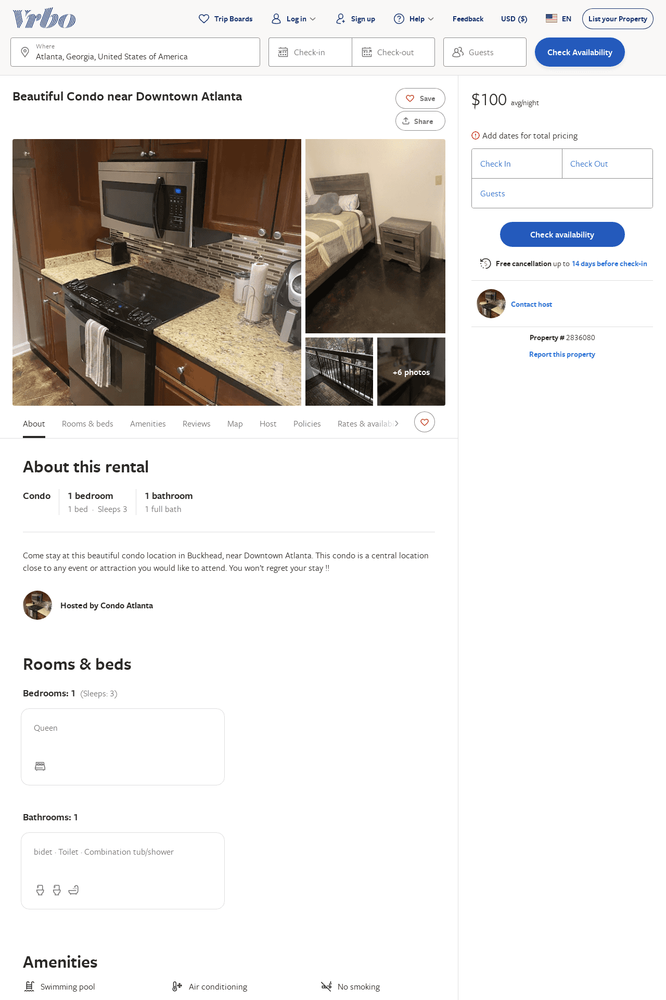 Vrbo
Trip Boards
Log in
Sign up
Help
Feedback
USD ($)
EN
List your Property
Where
Atlanta, Georgia, United States of America
Check-in
Check-out
Guests
Check Availability
Beautiful Condo near Downtown Atlanta
Save
Share
+6 photos
$100 avg/night
Add dates for total pricing
Check In
Check Out
Guests
Check availability
Free cancellation up to 14 days before check-in
Contact host
Property # 2836080
Report this property
About
Rooms & beds
Amenities
Reviews
Map
Host
Policies
Rates &
About this rental
Condo
1 bedroom
1 bed · Sleeps 3
1 bathroom
1 full bath
Come stay at this beautiful condo location in Buckhead, near Downtown Atlanta. This condo is a central location
close to any event or attraction you would like to attend. You won’t regret your stay !!
Hosted by Condo Atlanta
Rooms & beds
Bedrooms: 1 (Sleeps: 3)
Queen
Bathrooms: 1
bidet · Toilet · Combination tub/shower
Amenities
Swimming pool
Air conditioning
No smoking